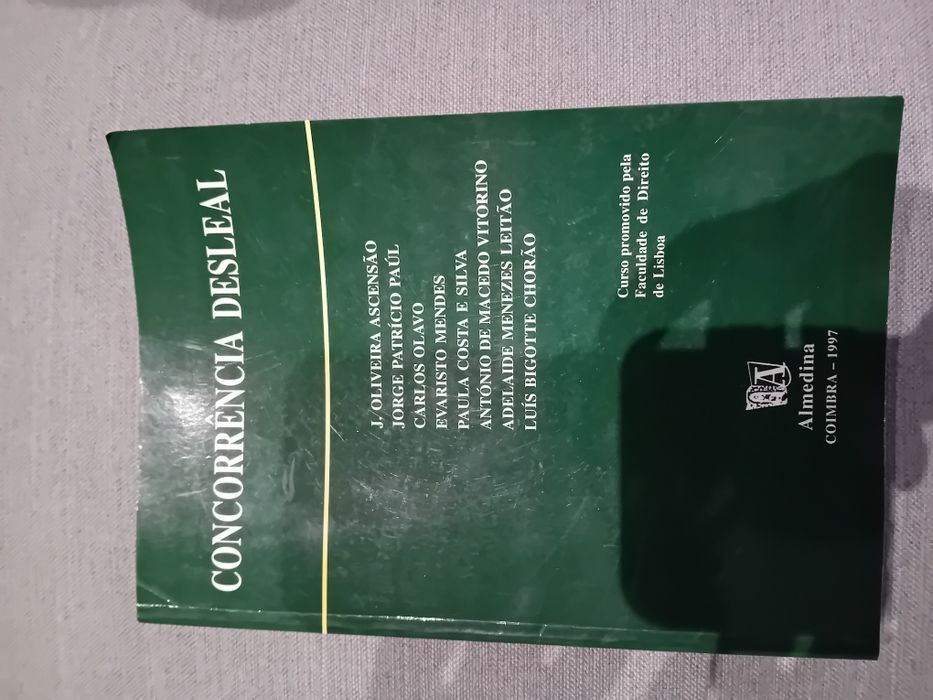 CONCORRÊNCIA DESLEAL
J. OLIVEIRA ASCENSÃO
JORGE PATRÍCIO PAÚL
CARLOS OLAVO
EVARISTO MENDES
PAULA COSTA E SILVA
ANTÓNIO DE MACEDO VITORINO
ADELAIDE MENEZES LEITÃO
LUÍS BIGOTTE CHORÃO
Curso promovido pela
Faculdade de Direito
de Lisboa
A
Almedina
COIMBRA – 1997